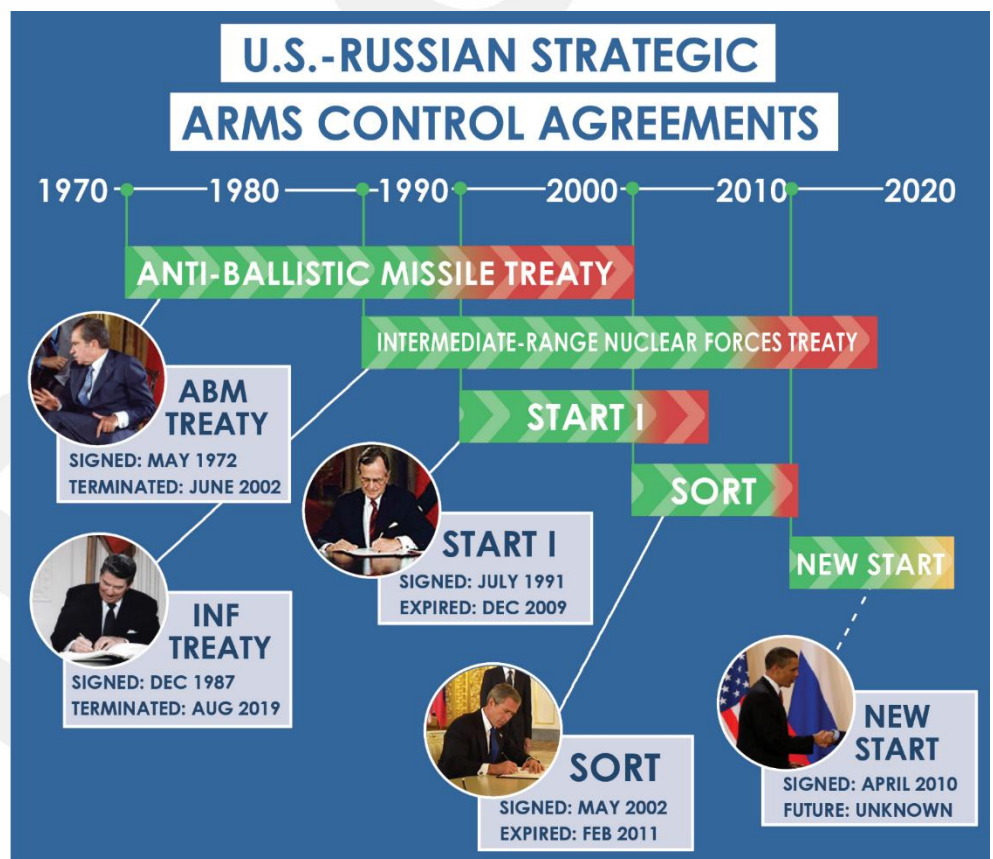 U.S.-RUSSIAN STRATEGIC
ARMS CONTROL AGREEMENTS
1970 1980 1990 2000 2010 2020
ANTI-BALLISTIC MISSILE TREATY
INTERMEDIATE-RANGE NUCLEAR FORCES TREATY
START I
SORT
NEW START
ABM
TREATY
SIGNED: MAY 1972
TERMINATED: JUNE 2002
INF
TREATY
SIGNED: DEC 1987
TERMINATED: AUG 2019
START I
SIGNED: JULY 1991
EXPIRED: DEC 2009
SORT
SIGNED: MAY 2002
EXPIRED: FEB 2011
NEW
START
SIGNED: APRIL 2010
FUTURE: UNKNOWN